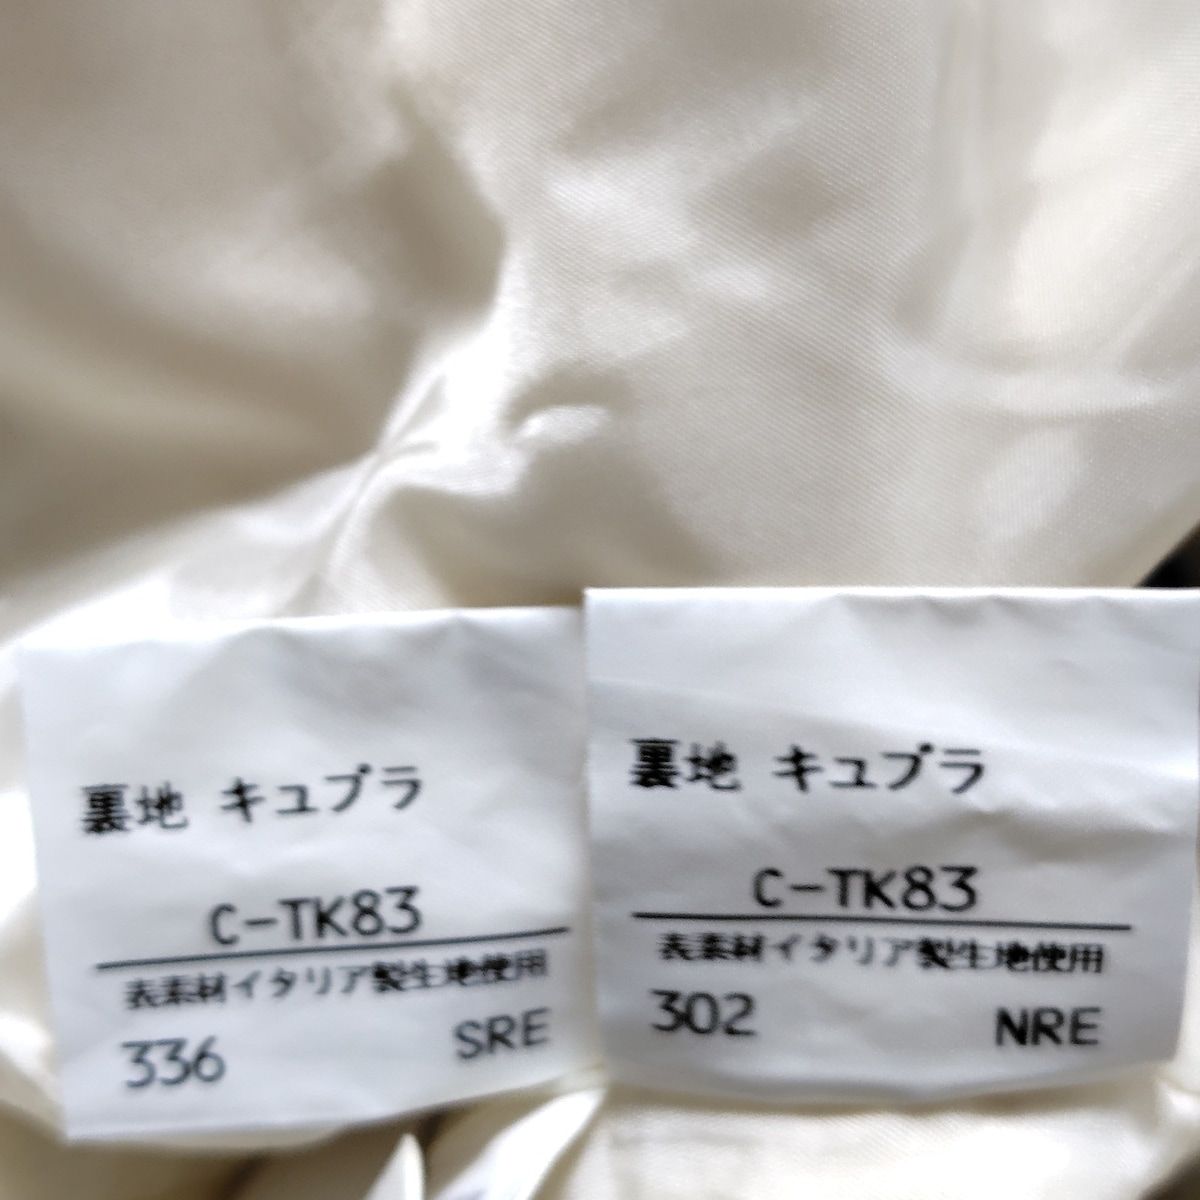 裏地 キュプラ
C-TK83
表素材イタリア製生地使用
336 SRE
裏地 キュプラ
C-TK83
表素材イタリア製生地使用
302 NRE